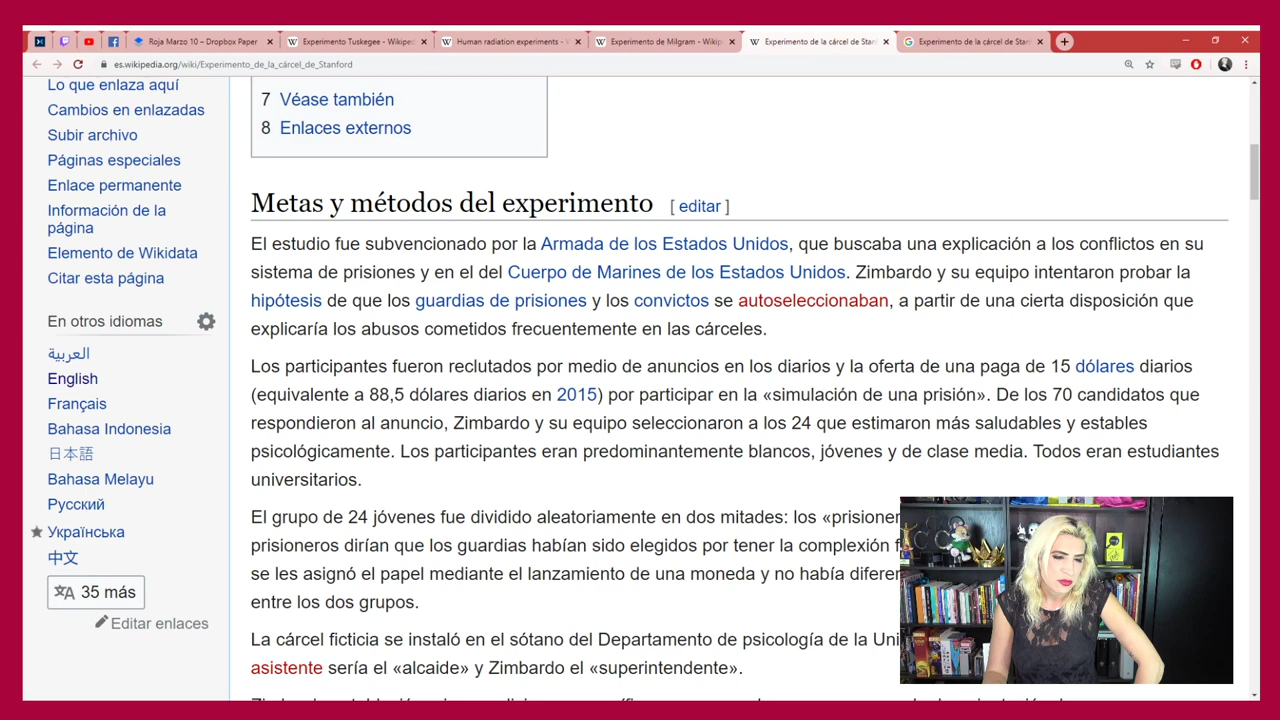 Roja Marzo 10 – Dropbox Paper
Experimento Tuskegee - Wikiped
Human radiation experiments - W
Experimento de Milgram - Wikip
Experimento de la cárcel de Stan
Experimento de la cárcel de Stan
es.wikipedia.org/wiki/Experimento_de_la_cárcel_de_Stanford
Lo que enlaza aquí
Cambios en enlazadas
Subir archivo
Páginas especiales
Enlace permanente
Información de la
página
Elemento de Wikidata
Citar esta página
En otros idiomas
العربية
English
Français
Bahasa Indonesia
日本語
Bahasa Melayu
Русский
Українська
中文
35 más
Editar enlaces
7 Véase también
8 Enlaces externos
Metas y métodos del experimento [ editar ]
El estudio fue subvencionado por la Armada de los Estados Unidos, que buscaba una explicación a los conflictos en su
sistema de prisiones y en el del Cuerpo de Marines de los Estados Unidos. Zimbardo y su equipo intentaron probar la
hipótesis de que los guardias de prisiones y los convictos se autoseleccionaban, a partir de una cierta disposición que
explicaría los abusos cometidos frecuentemente en las cárceles.
Los participantes fueron reclutados por medio de anuncios en los diarios y la oferta de una paga de 15 dólares diarios
(equivalente a 88,5 dólares diarios en 2015) por participar en la «simulación de una prisión». De los 70 candidatos que
respondieron al anuncio, Zimbardo y su equipo seleccionaron a los 24 que estimaron más saludables y estables
psicológicamente. Los participantes eran predominantemente blancos, jóvenes y de clase media. Todos eran estudiantes
universitarios.
El grupo de 24 jóvenes fue dividido aleatoriamente en dos mitades: los «prisioner
prisioneros dirían que los guardias habían sido elegidos por tener la complexión f
se les asignó el papel mediante el lanzamiento de una moneda y no había diferen
entre los dos grupos.
La cárcel ficticia se instaló en el sótano del Departamento de psicología de la Uni
asistente sería el «alcaide» y Zimbardo el «superintendente».